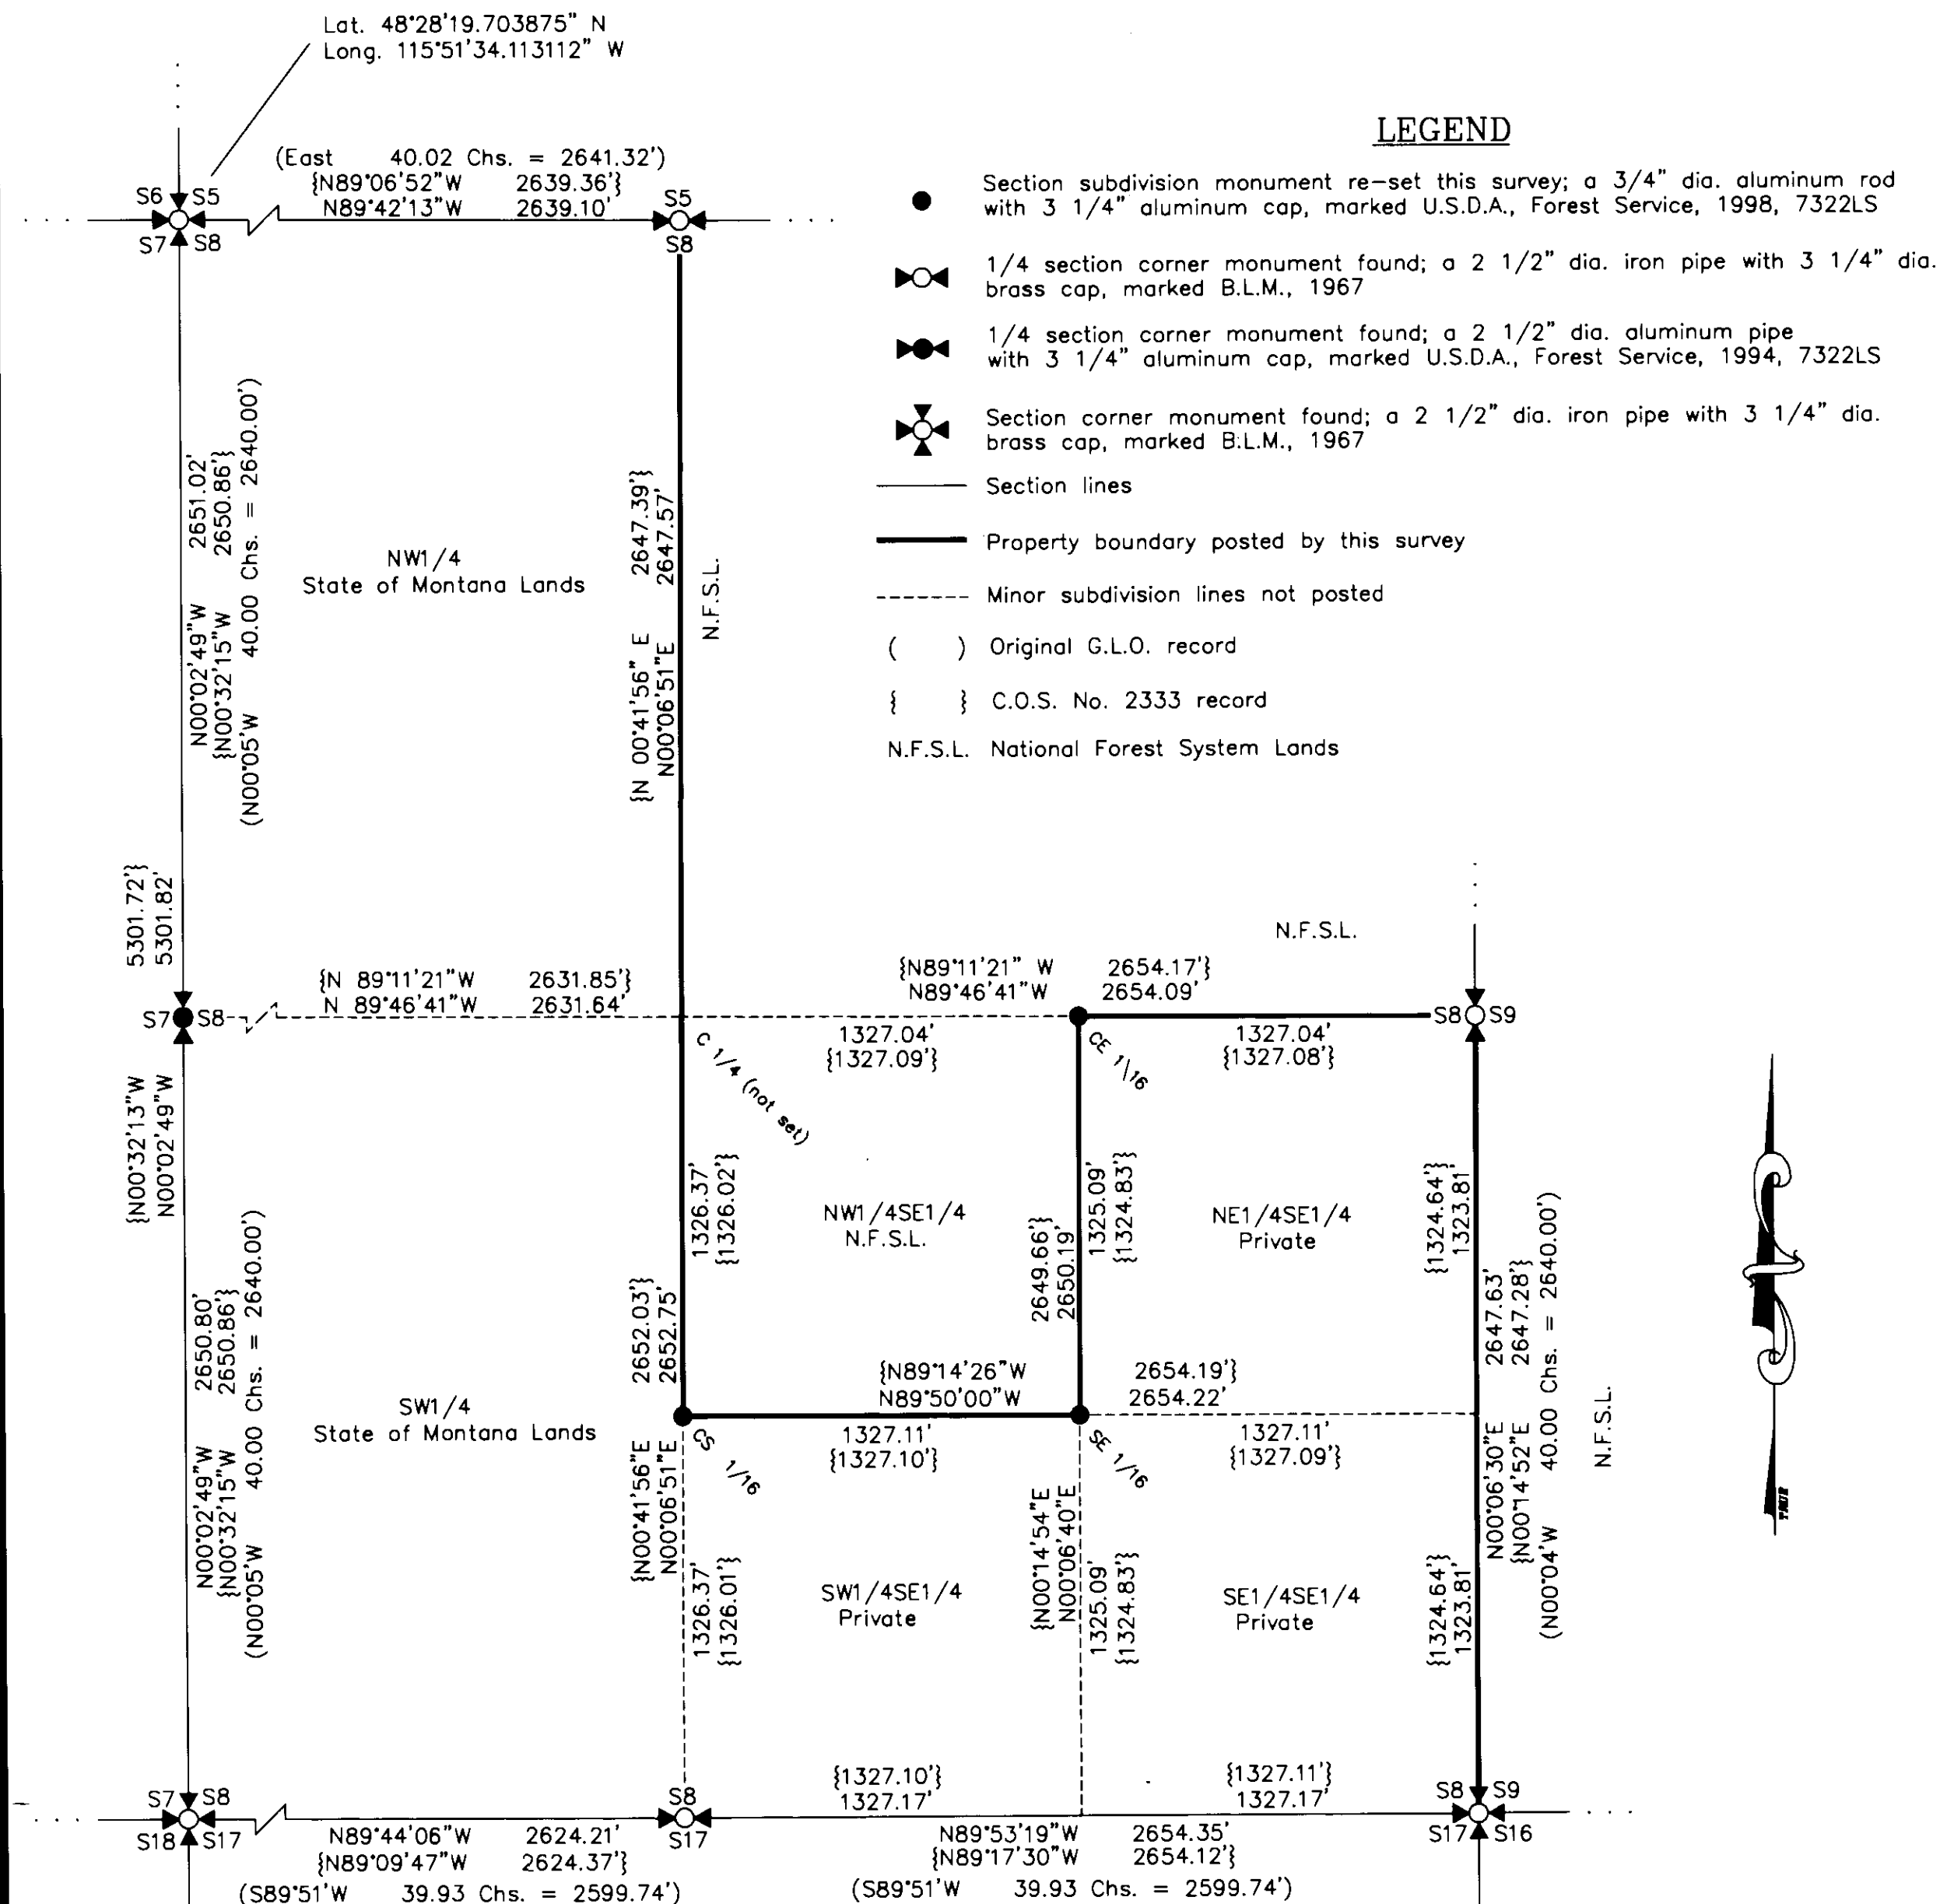 Lat. 48°28'19.703875" N
Long. 115°51'34.113112" W
LEGEND
Section subdivision monument re-set this survey; a 3/4" dia. aluminum rod
with 3 1/4" aluminum cap, marked U.S.D.A., Forest Service, 1998, 7322LS
1/4 section corner monument found; a 2 1/2" dia. iron pipe with 3 1/4" dia.
brass cap, marked B.L.M., 1967
1/4 section corner monument found; a 2 1/2" dia. aluminum pipe
with 3 1/4" aluminum cap, marked U.S.D.A., Forest Service, 1994, 7322LS
Section corner monument found; a 2 1/2" dia. iron pipe with 3 1/4" dia.
brass cap, marked B.L.M., 1967
Section lines
Property boundary posted by this survey
Minor subdivision lines not posted
( ) Original G.L.O. record
{ } C.O.S. No. 2333 record
N.F.S.L. National Forest System Lands
(East 40.02 Chs. = 2641.32')
{N89°06'52"W 2639.36'}
N89°42'13"W 2639.10'
S6 S5
S7 S8
S5
S8
N00°02'49"W 2651.02'
{N00°32'15"W 2650.86'}
(N00°05'W 40.00 Chs. = 2640.00')
NW1/4
State of Montana Lands
{N 00°41'56" E 2647.39'}
N00°06'51"E 2647.57'
N.F.S.L.
{N00°32'13"W 5301.72'}
N00°02'49"W 5301.82'
{N 89°11'21"W 2631.85'}
N 89°46'41"W 2631.64'
S7 S8
N.F.S.L.
{N89°11'21" W 2654.17'}
N89°46'41"W 2654.09'
S8 S9
1327.04'
{1327.09'}
1327.04'
{1327.08'}
C 1/4 (not set)
CE 1\16
1326.37'
{1326.02'}
NW1/4SE1/4
N.F.S.L.
1325.09'
{1324.83'}
NE1/4SE1/4
Private
{1324.64'}
1323.81'
{N00°41'56"E 2652.03'}
N00°06'51"E 2652.75'
{N00°14'54"E 2649.66'}
N00°06'40"E 2650.19'
N00°06'30"E 2647.63'
{N00°14'52"E 2647.28'}
(N00°04'W 40.00 Chs. = 2640.00')
N.F.S.L.
{N89°14'26"W 2654.19'}
N89°50'00"W 2654.22'
1327.11'
{1327.10'}
1327.11'
{1327.09'}
CS 1/16
SE 1/16
N00°02'49"W 2650.80'
{N00°32'15"W 2650.86'}
(N00°05'W 40.00 Chs. = 2640.00')
SW1/4
State of Montana Lands
1326.37'
{1326.01'}
SW1/4SE1/4
Private
1325.09'
{1324.83'}
SE1/4SE1/4
Private
{1324.64'}
1323.81'
{1327.10'}
1327.17'
{1327.11'}
1327.17'
S7 S8
S18 S17
S8
S17
S8 S9
S17 S16
N89°44'06"W 2624.21'
{N89°09'47"W 2624.37'}
(S89°51'W 39.93 Chs. = 2599.74')
N89°53'19"W 2654.35'
{N89°17'30"W 2654.12'}
(S89°51'W 39.93 Chs. = 2599.74')